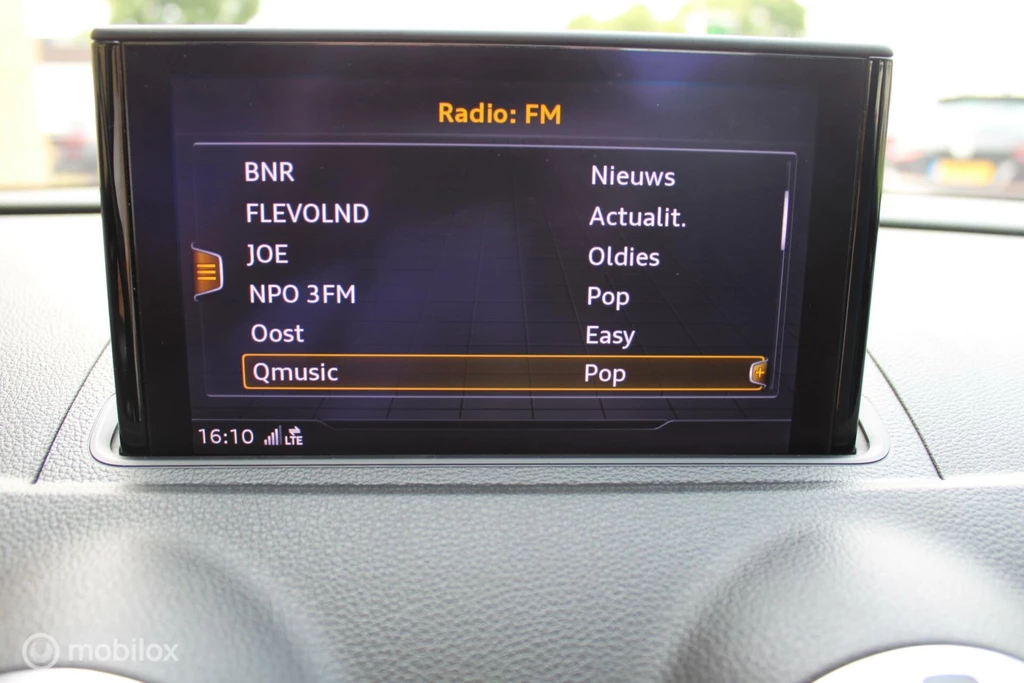 Radio: FM
BNR Nieuws
FLEVOLND Actualit.
JOE Oldies
NPO 3FM Pop
Oost Easy
Qmusic Pop
16:10 LTE
mobilox